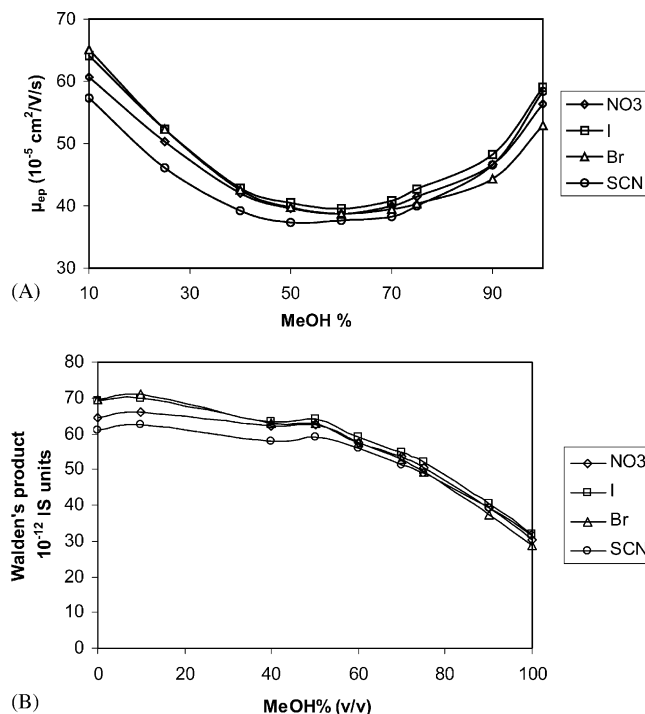 70
60
50
40
30
μep (10-5 cm2/V/s)
10
30
50
70
90
MeOH %
NO3
I
Br
SCN
(A)
80
70
60
50
40
30
20
10
0
Walden's product
10-12 IS units
0
20
40
60
80
100
MeOH% (v/v)
NO3
I
Br
SCN
(B)